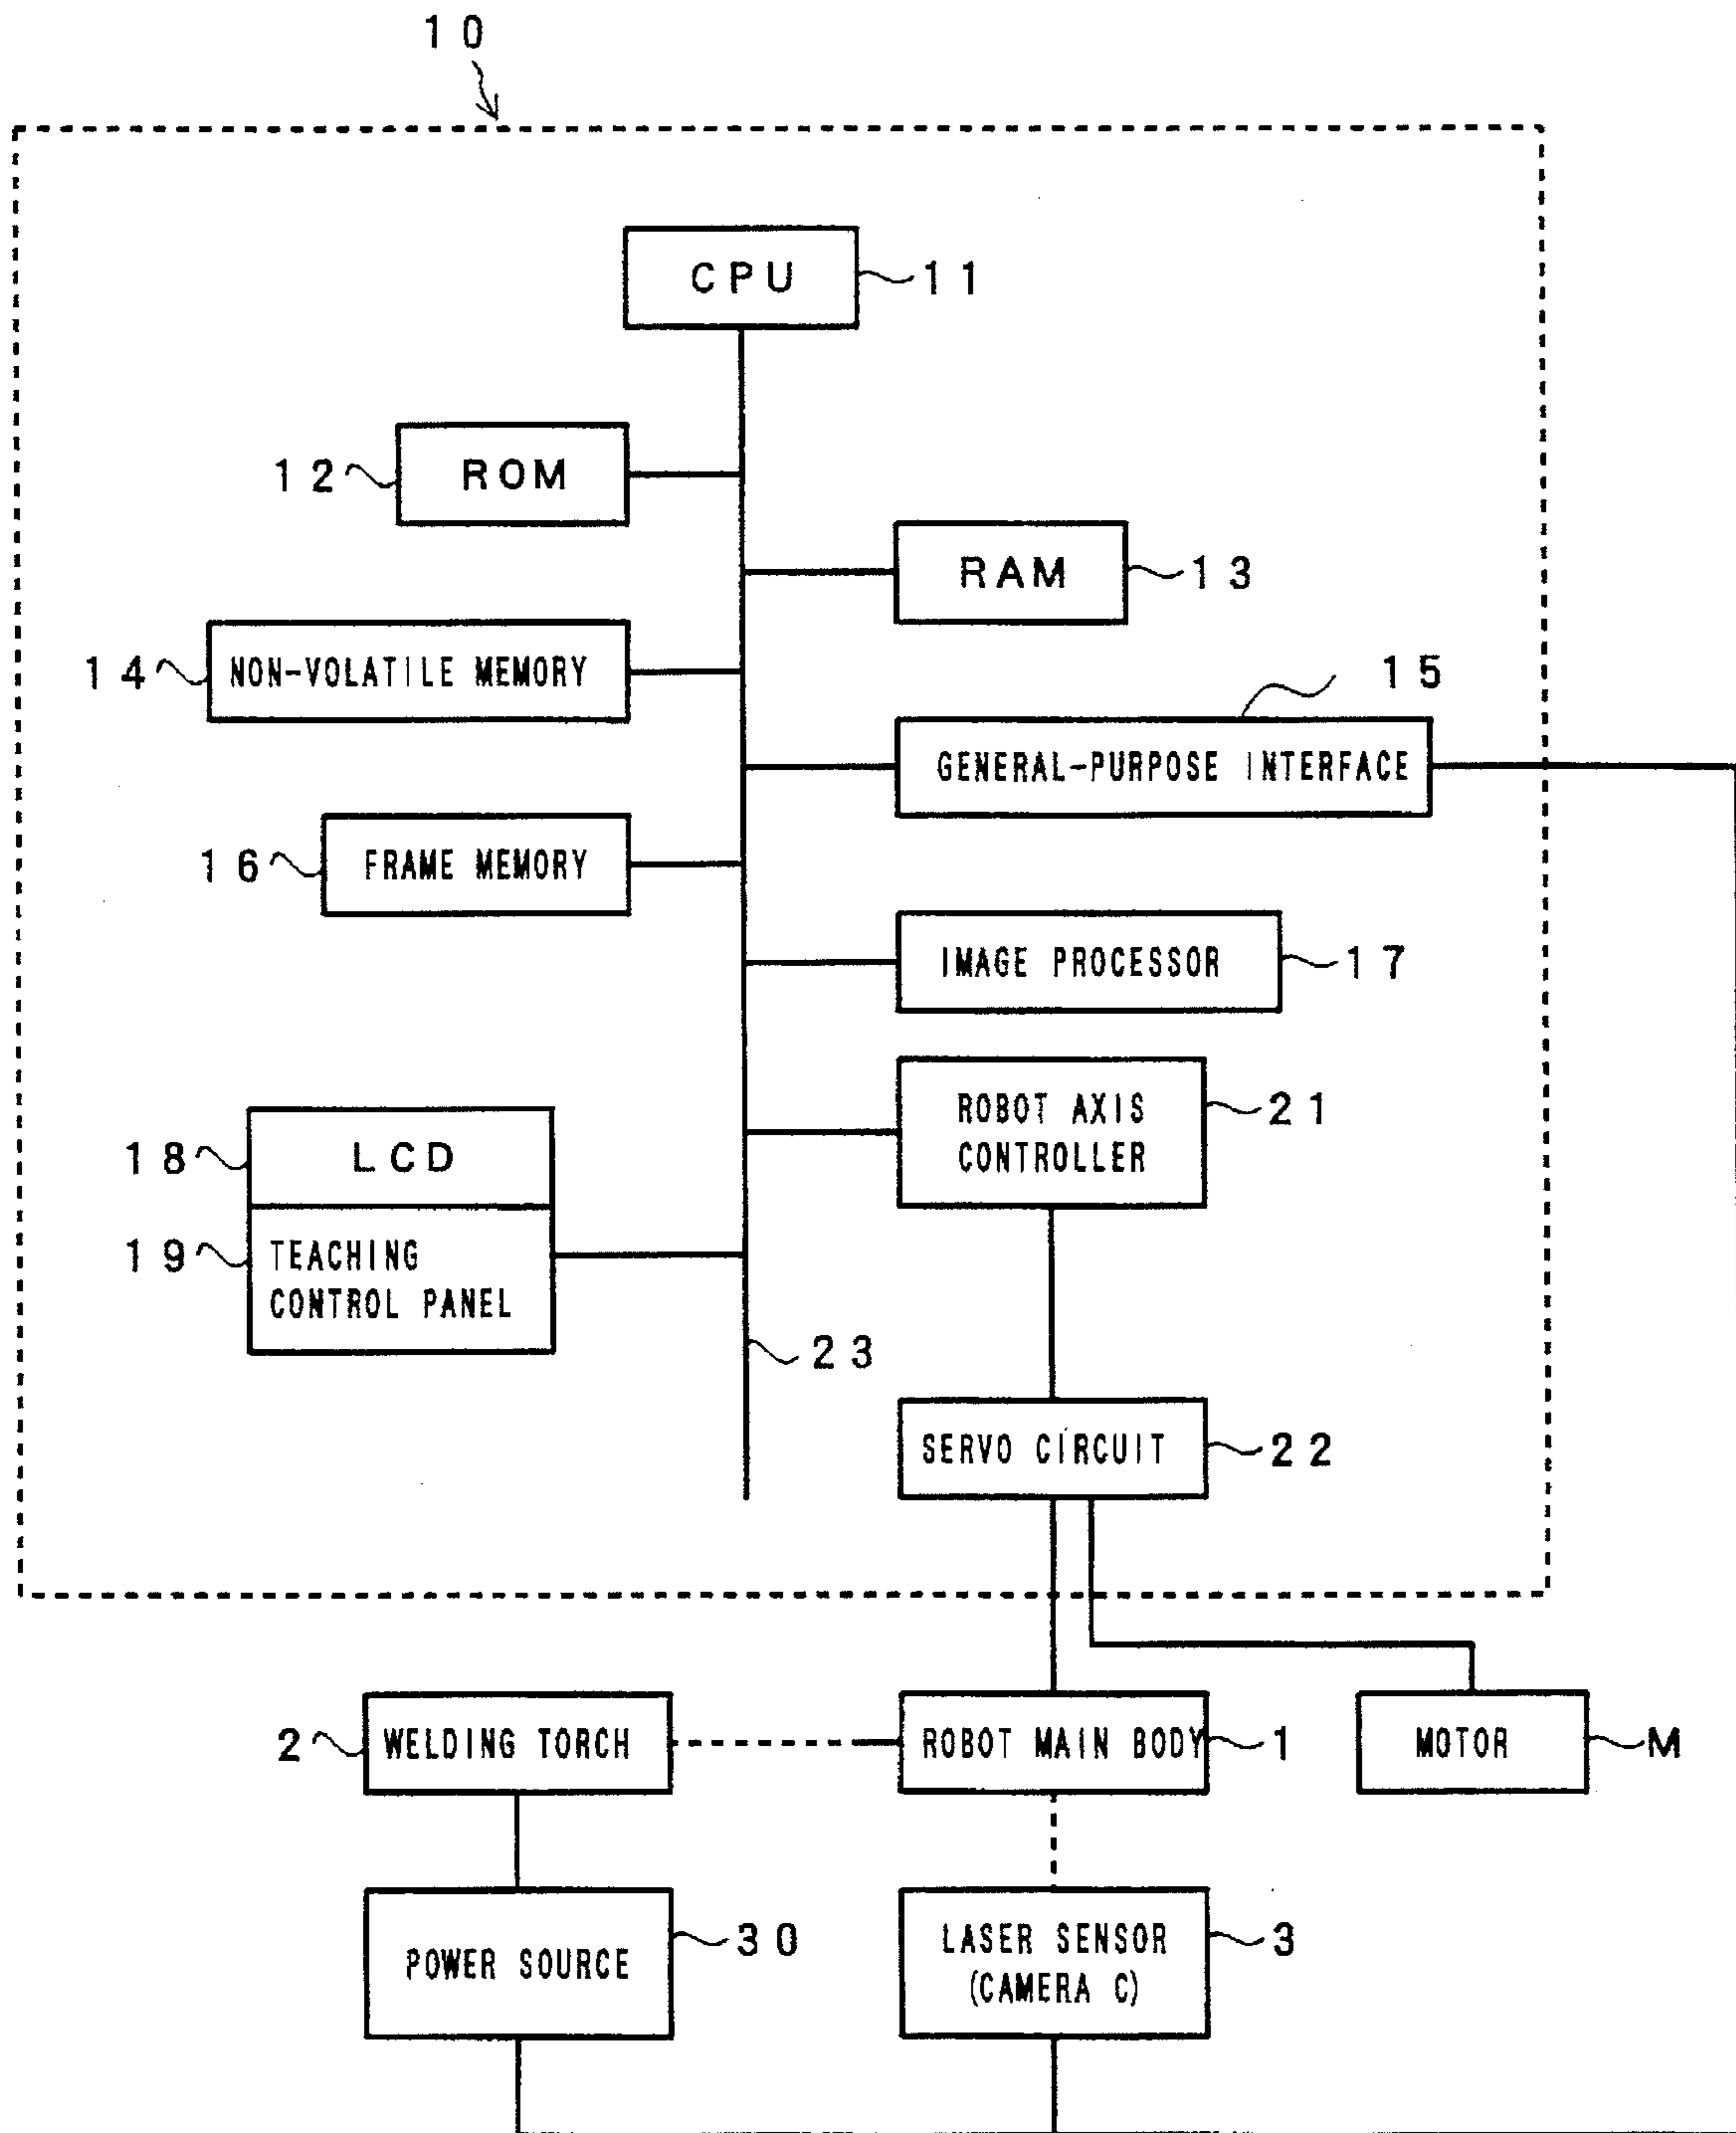 10
CPU
11
12
ROM
RAM
13
14
NON-VOLATILE MEMORY
15
GENERAL-PURPOSE INTERFACE
16
FRAME MEMORY
IMAGE PROCESSOR
17
ROBOT AXIS
CONTROLLER
21
18
LCD
19
TEACHING
CONTROL PANEL
23
SERVO CIRCUIT
22
2
WELDING TORCH
ROBOT MAIN BODY
1
MOTOR
M
POWER SOURCE
30
LASER SENSOR
(CAMERA C)
3